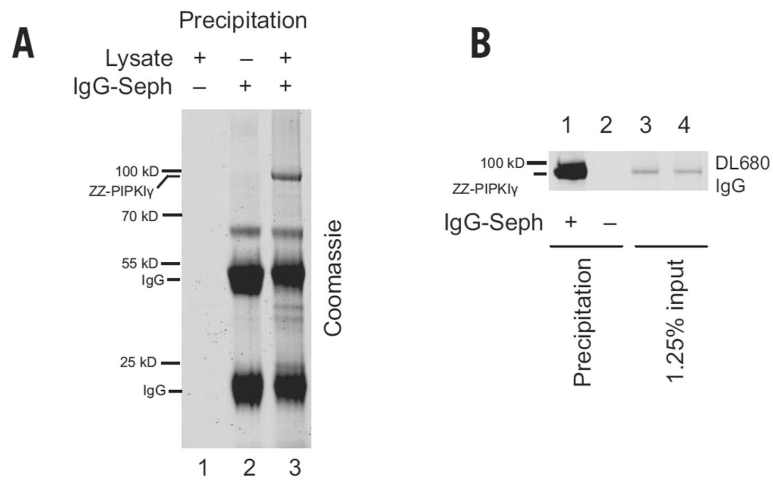 A
Precipitation
Lysate + – +
IgG-Seph – + +
100 kD
ZZ-PIPKIγ
70 kD
55 kD
IgG
25 kD
IgG
Coomassie
1 2 3
B
1 2 3 4
100 kD
ZZ-PIPKIγ
DL680
IgG
IgG-Seph + –
Precipitation
1.25% input